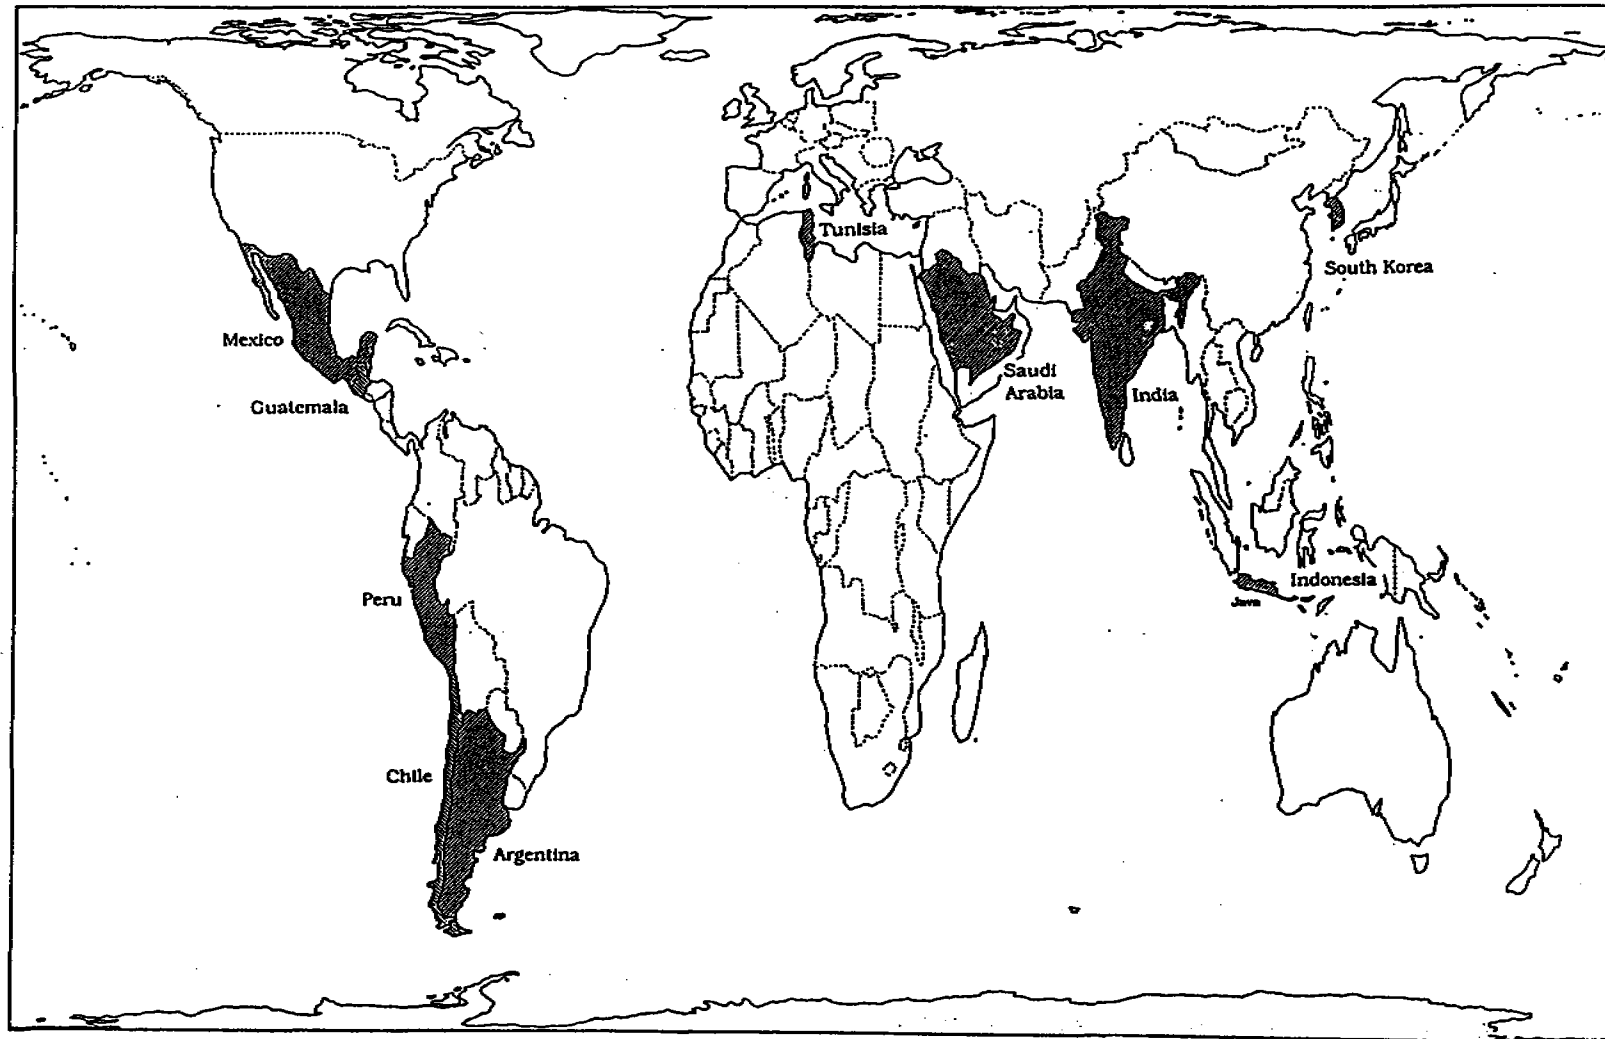 Tunisia
South Korea
Mexico
Saudi
Arabia
India
Guatemala
Indonesia
Java
Peru
Chile
Argentina